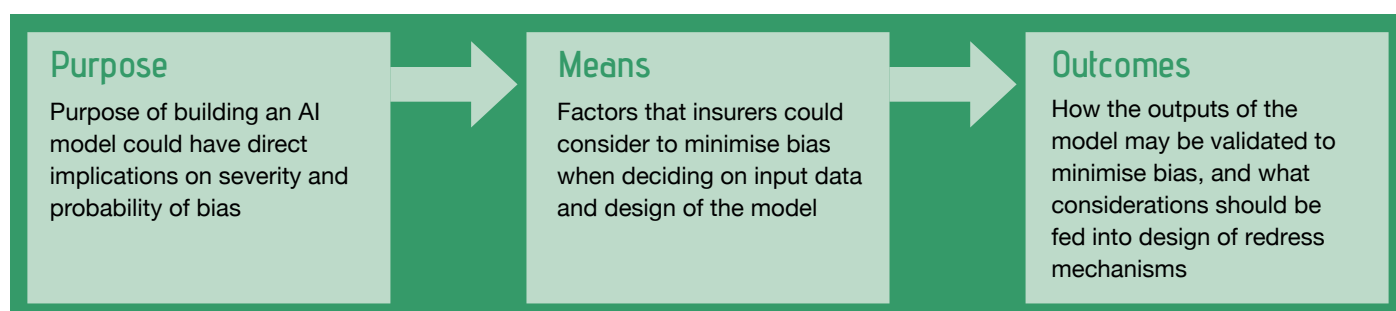 Purpose
Purpose of building an AI
model could have direct
implications on severity and
probability of bias
Means
Factors that insurers could
consider to minimise bias
when deciding on input data
and design of the model
Outcomes
How the outputs of the
model may be validated to
minimise bias, and what
considerations should be
fed into design of redress
mechanisms